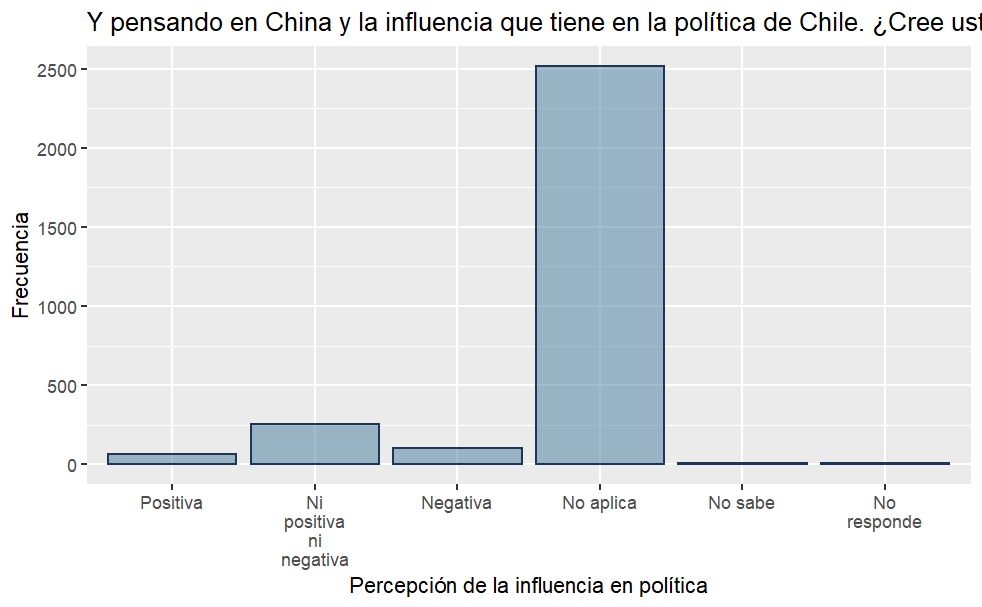 Y pensando en China y la influencia que tiene en la política de Chile. ¿Cree ust
2500
2000
1500
1000
500
0
Frecuencia
Positiva
Ni
positiva
ni
negativa
Negativa
No aplica
No sabe
No
responde
Percepción de la influencia en política